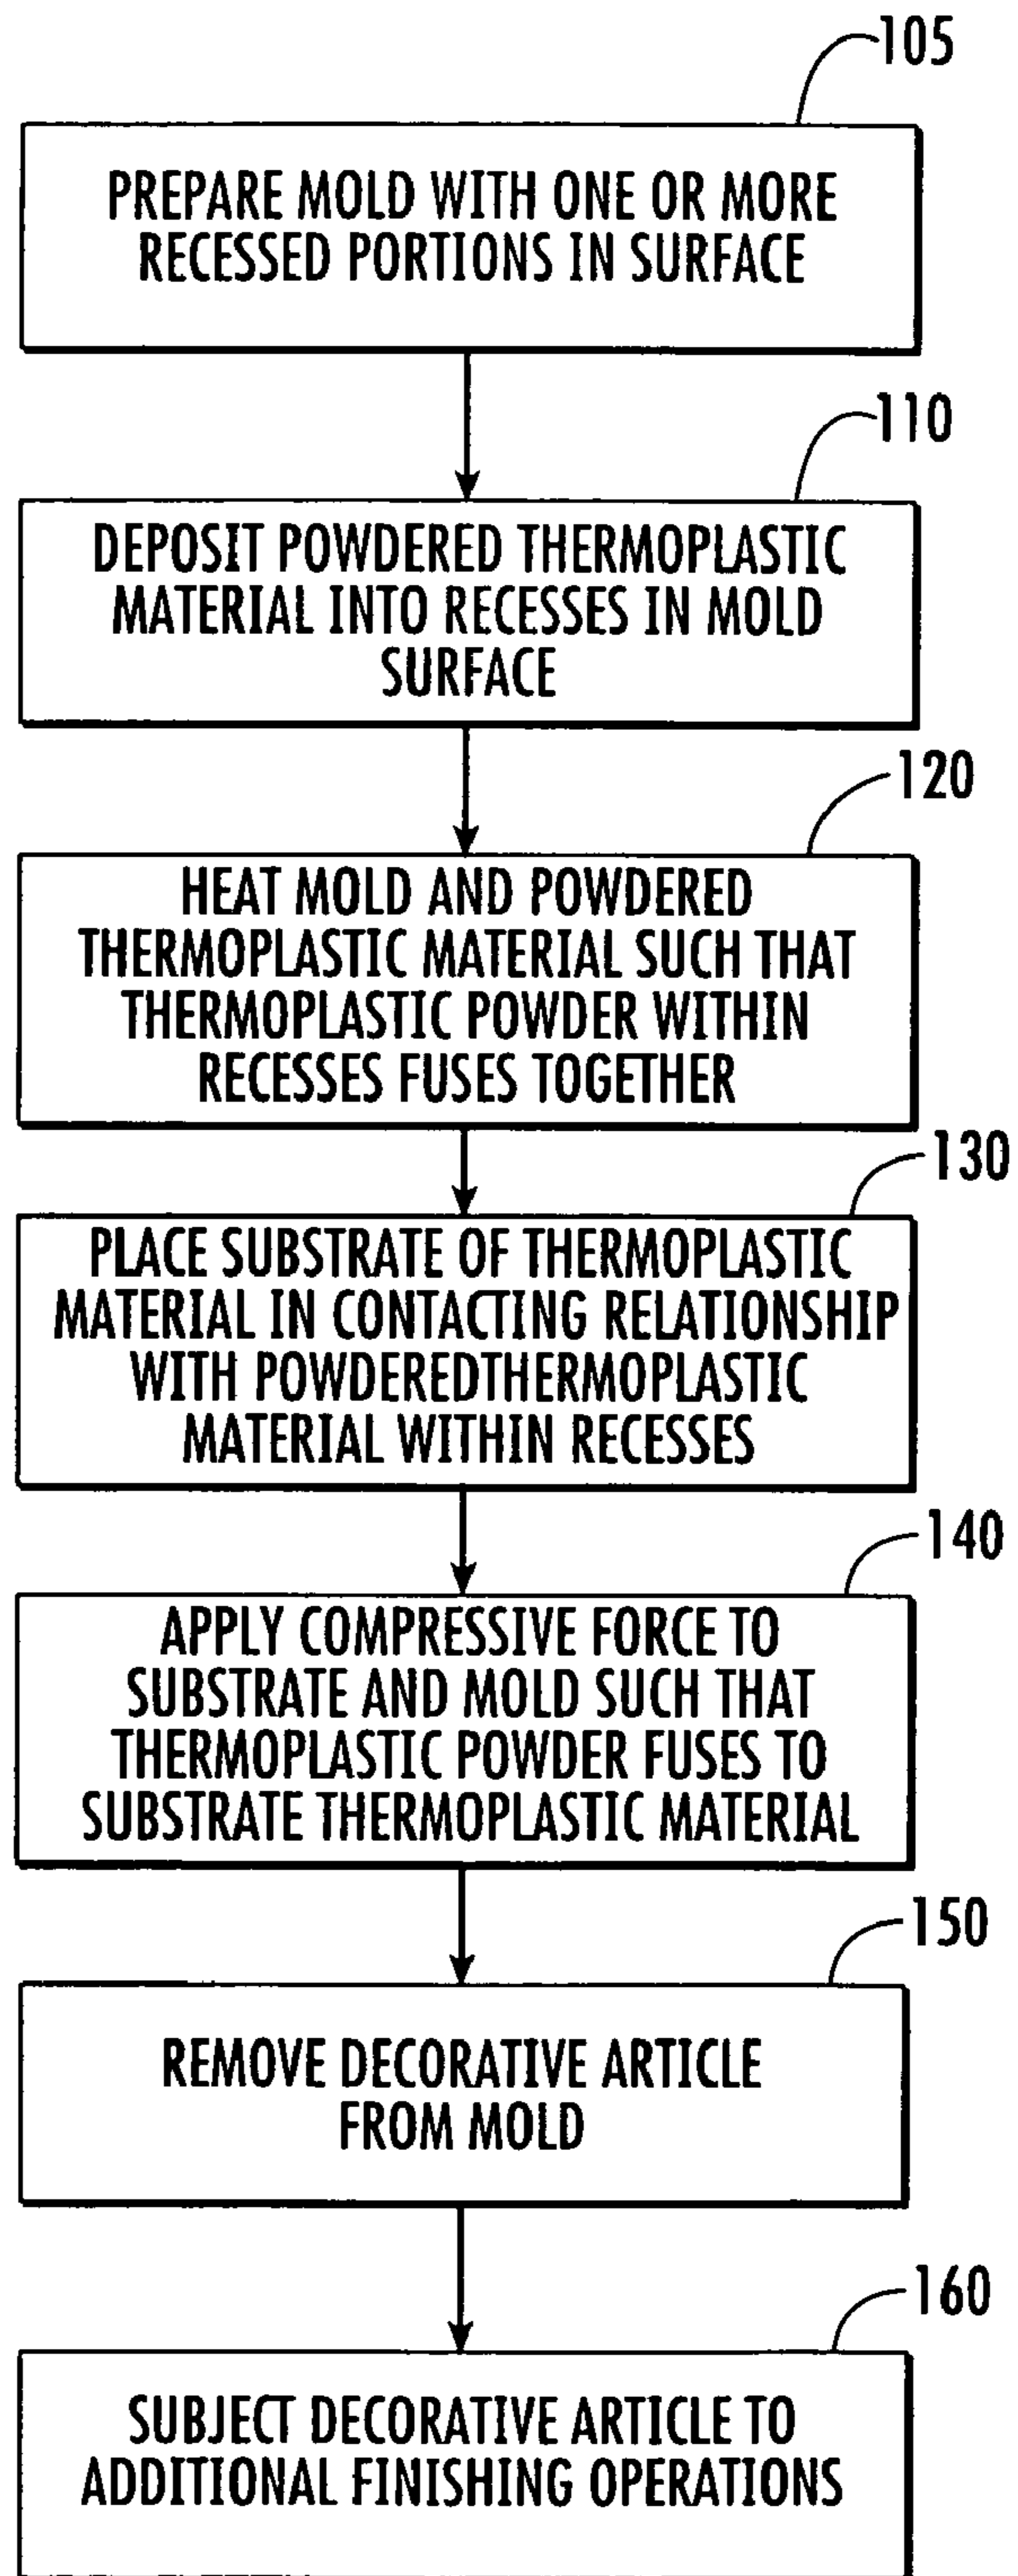 105
PREPARE MOLD WITH ONE OR MORE
RECESSED PORTIONS IN SURFACE
110
DEPOSIT POWDERED THERMOPLASTIC
MATERIAL INTO RECESSES IN MOLD
SURFACE
120
HEAT MOLD AND POWDERED
THERMOPLASTIC MATERIAL SUCH THAT
THERMOPLASTIC POWDER WITHIN
RECESSES FUSES TOGETHER
130
PLACE SUBSTRATE OF THERMOPLASTIC
MATERIAL IN CONTACTING RELATIONSHIP
WITH POWDEREDTHERMOPLASTIC
MATERIAL WITHIN RECESSES
140
APPLY COMPRESSIVE FORCE TO
SUBSTRATE AND MOLD SUCH THAT
THERMOPLASTIC POWDER FUSES TO
SUBSTRATE THERMOPLASTIC MATERIAL
150
REMOVE DECORATIVE ARTICLE
FROM MOLD
160
SUBJECT DECORATIVE ARTICLE TO
ADDITIONAL FINISHING OPERATIONS